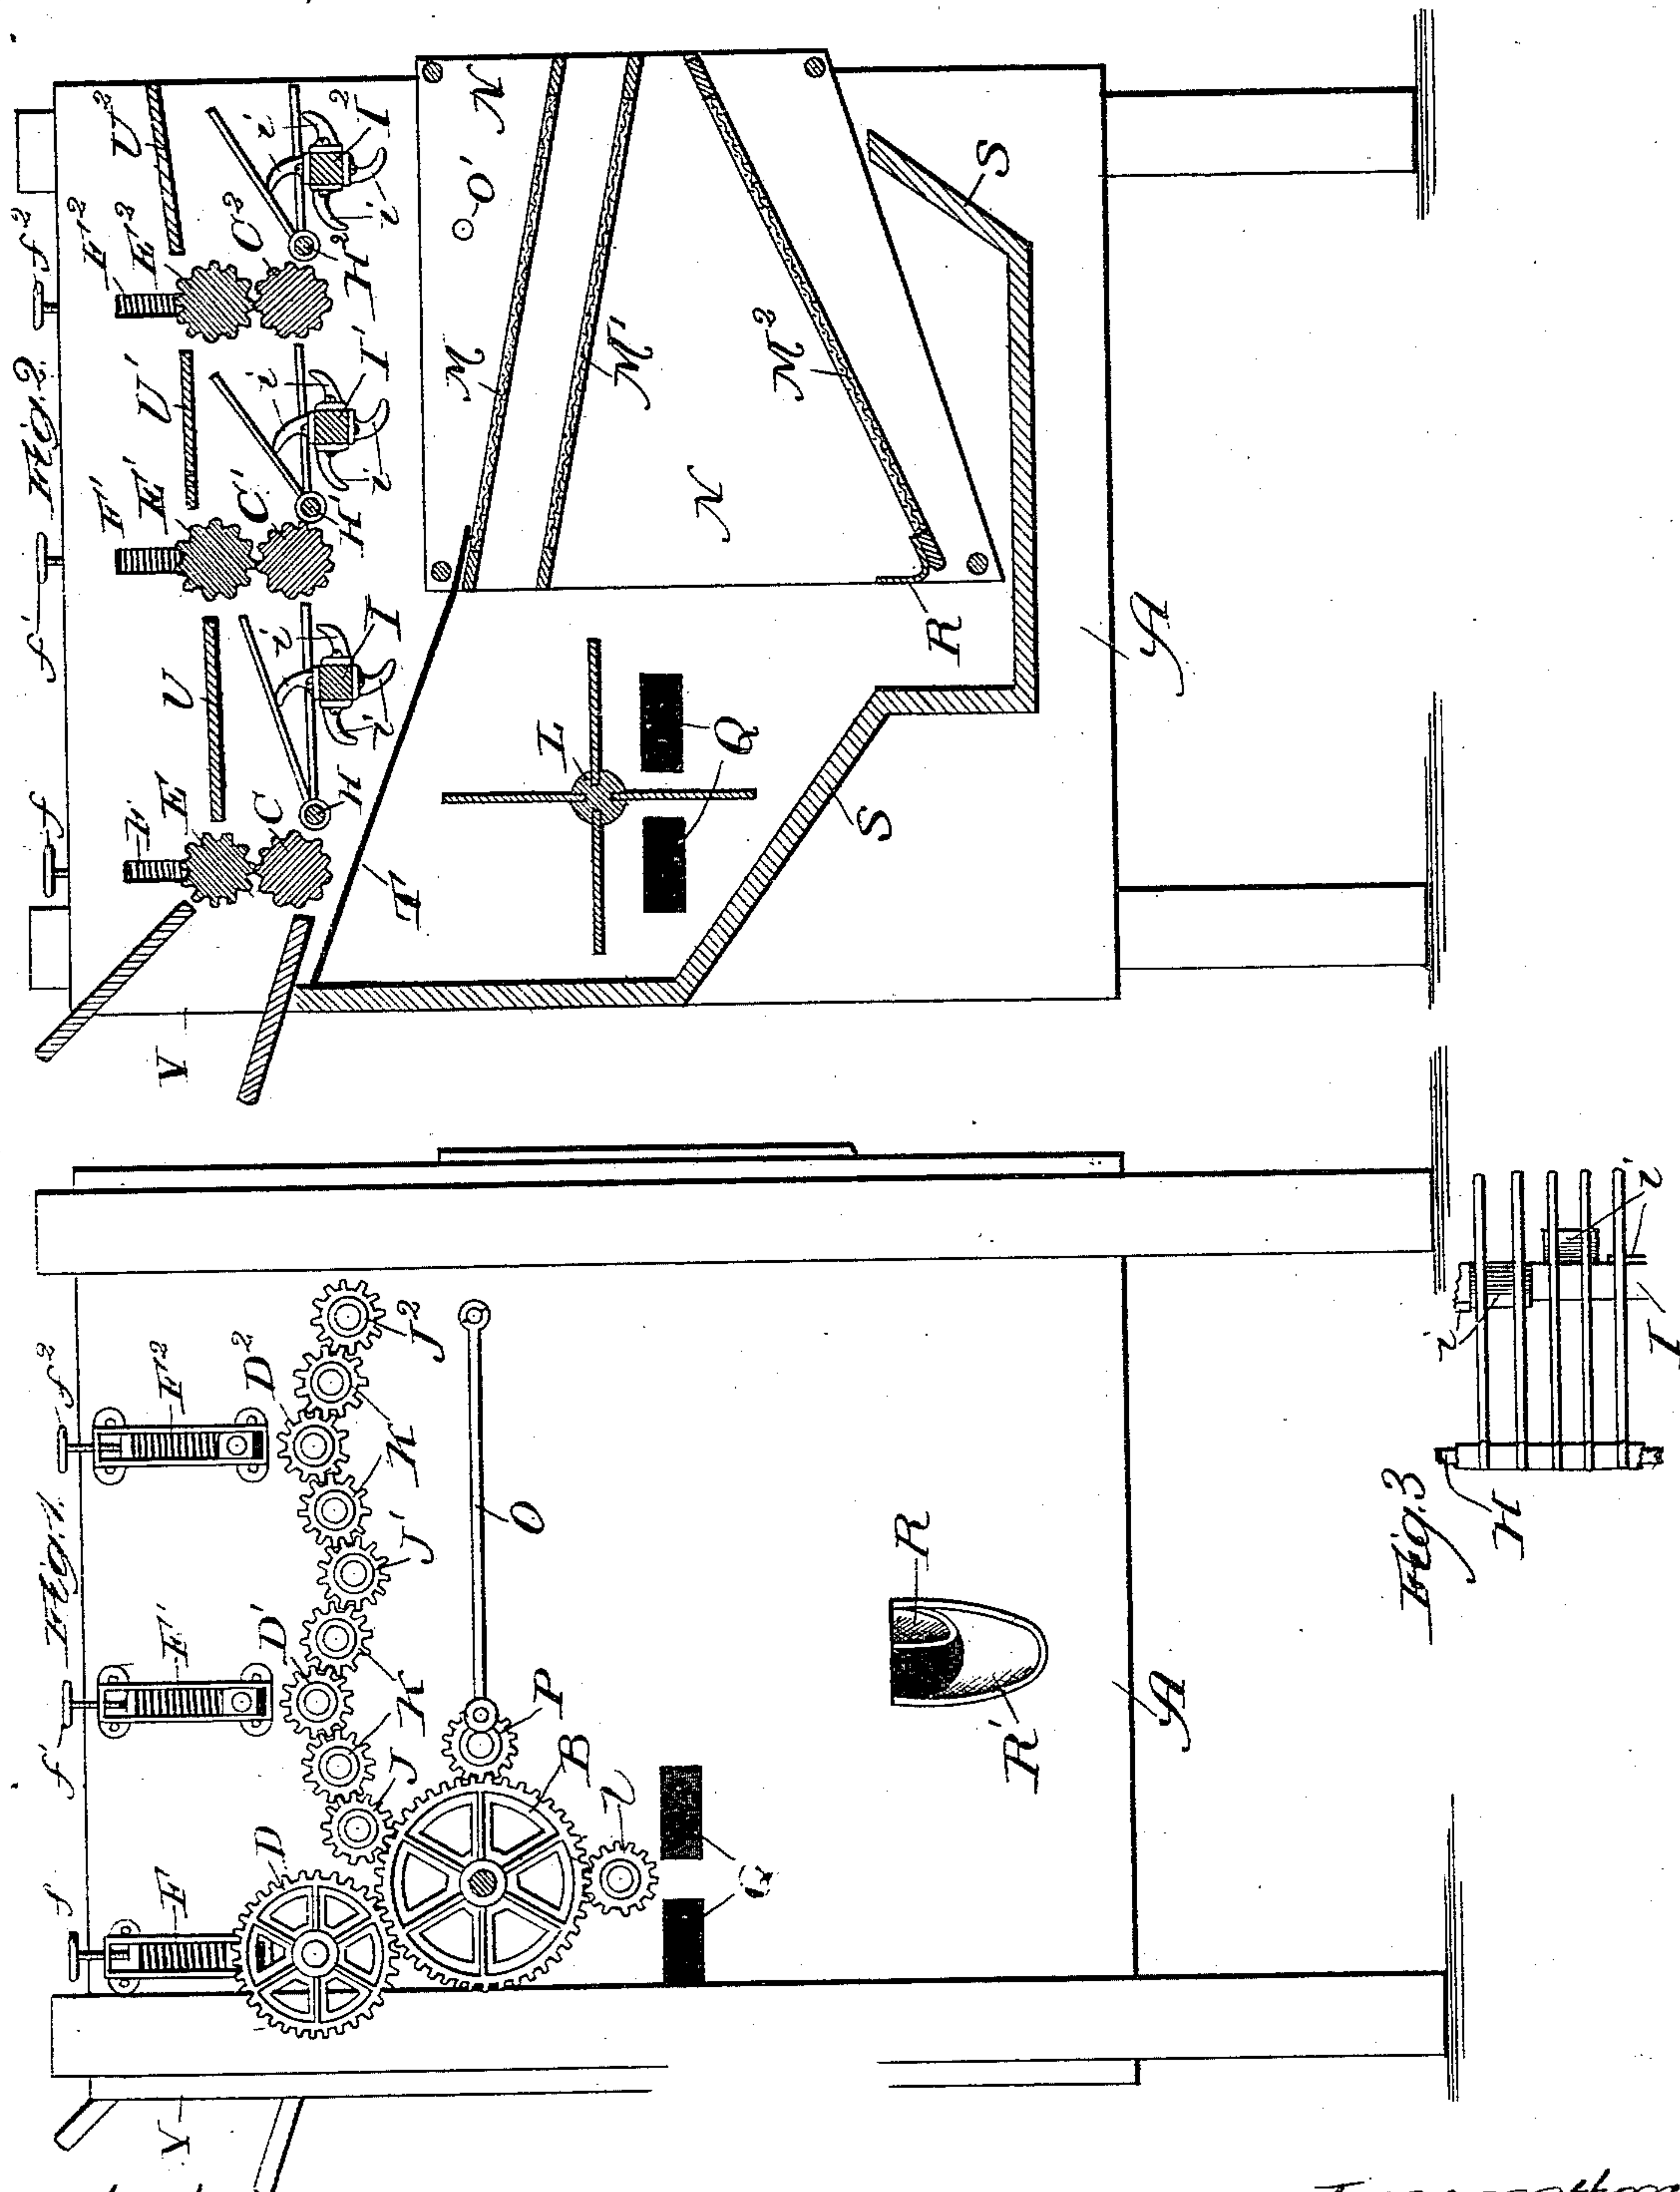 Fig. 1.
f
f'
f²
F
F'
F²
D
D'
D²
J
K
J'
K
J²
V
P
O
B
l
Q
R
R'
A
Fig. 2.
f
f'
f²
F
E
F'
E'
F²
E²
U
U'
U²
C
C'
C²
V
H
i
i
I
H'
i
i
I'
H²
i
i
I²
T
L
Q
M
M'
M²
N
N
O'
R
S
S
A
Fig. 3
H
i
i
I